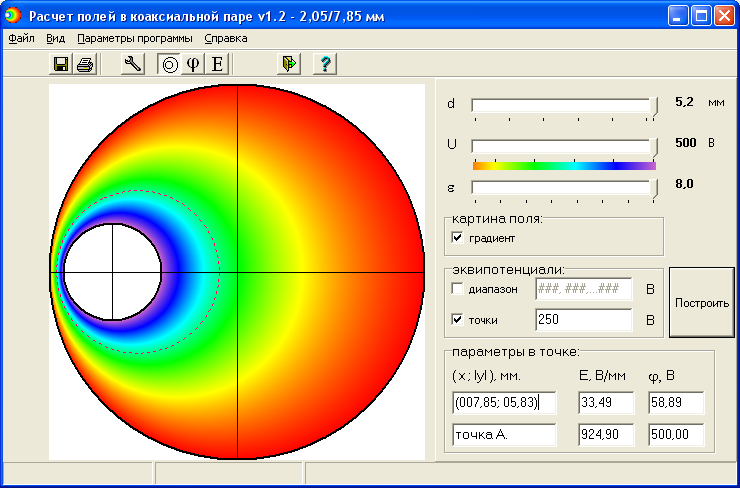 Расчет полей в коаксиальной паре v1.2 - 2,05/7,85 мм
Файл Вид Параметры программы Справка
φ E ?
d 5,2 мм
U 500 В
ε 8,0
картина поля:
градиент
эквипотенциали:
диапазон ###, ###,...### В
точки 250 В
Построить
параметры в точке:
(x ; |y| ), мм. E, В/мм φ, В
(007,85; 05,83) 33,49 58,89
точка А. 924,90 500,00